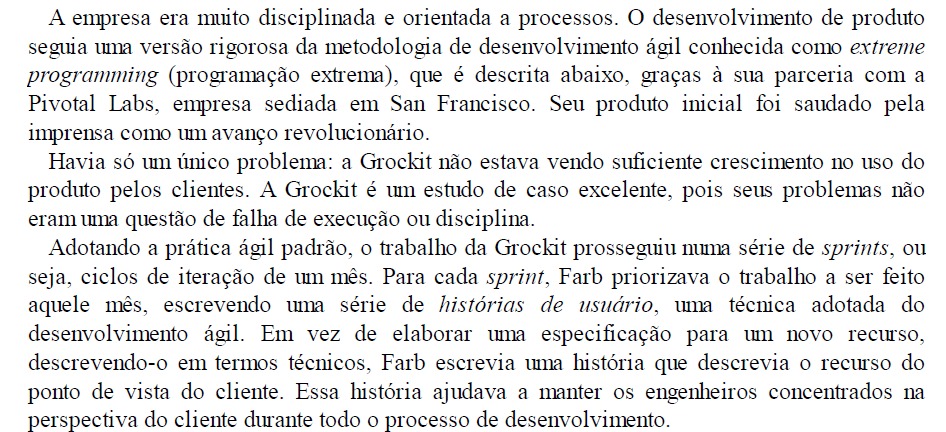 A empresa era muito disciplinada e orientada a processos. O desenvolvimento de produto
seguia uma versão rigorosa da metodologia de desenvolvimento ágil conhecida como extreme
programming (programação extrema), que é descrita abaixo, graças à sua parceria com a
Pivotal Labs, empresa sediada em San Francisco. Seu produto inicial foi saudado pela
imprensa como um avanço revolucionário.
Havia só um único problema: a Grockit não estava vendo suficiente crescimento no uso do
produto pelos clientes. A Grockit é um estudo de caso excelente, pois seus problemas não
eram uma questão de falha de execução ou disciplina.
Adotando a prática ágil padrão, o trabalho da Grockit prosseguiu numa série de sprints, ou
seja, ciclos de iteração de um mês. Para cada sprint, Farb priorizava o trabalho a ser feito
aquele mês, escrevendo uma série de histórias de usuário, uma técnica adotada do
desenvolvimento ágil. Em vez de elaborar uma especificação para um novo recurso,
descrevendo-o em termos técnicos, Farb escrevia uma história que descrevia o recurso do
ponto de vista do cliente. Essa história ajudava a manter os engenheiros concentrados na
perspectiva do cliente durante todo o processo de desenvolvimento.